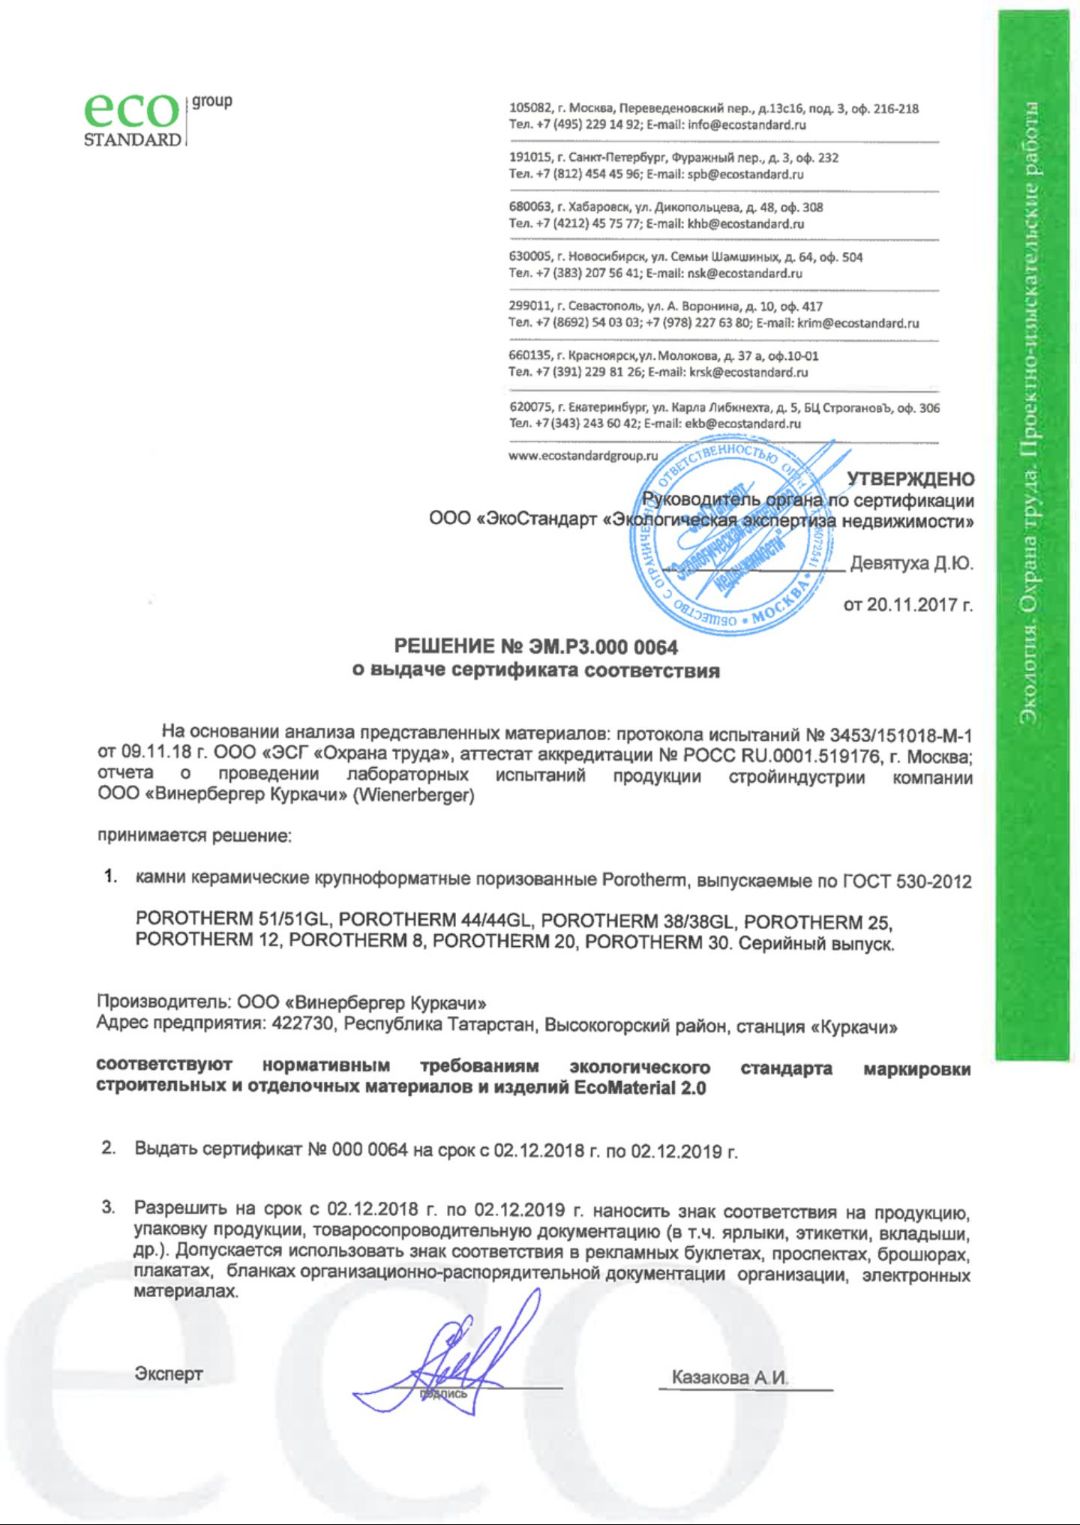 eco group
STANDARD
105082, г. Москва, Переведеновский пер., д.13с16, под. 3, оф. 216-218
Тел. +7 (495) 229 14 92; E-mail: info@ecostandard.ru
191015, г. Санкт-Петербург, Фуражный пер., д. 3, оф. 232
Тел. +7 (812) 454 45 96; E-mail: spb@ecostandard.ru
680063, г. Хабаровск, ул. Дикопольцева, д. 48, оф. 308
Тел. +7 (4212) 45 75 77; E-mail: khb@ecostandard.ru
630005, г. Новосибирск, ул. Семьи Шамшиных, д. 64, оф. 504
Тел. +7 (383) 207 56 41; E-mail: nsk@ecostandard.ru
299011, г. Севастополь, ул. А. Воронина, д. 10, оф. 417
Тел. +7 (8692) 54 03 03; +7 (978) 227 63 80; E-mail: krim@ecostandard.ru
660135, г. Красноярск,ул. Молокова, д. 37 а, оф.10-01
Тел. +7 (391) 229 81 26; E-mail: krsk@ecostandard.ru
620075, г. Екатеринбург, ул. Карла Либкнехта, д. 5, БЦ Строгановъ, оф. 306
Тел. +7 (343) 243 60 42; E-mail: ekb@ecostandard.ru
www.ecostandardgroup.ru
Экология. Охрана труда. Проектно-изыскательские работы
УТВЕРЖДЕНО
Руководитель органа по сертификации
ООО «ЭкоСтандарт «Экологическая экспертиза недвижимости»
Девятуха Д.Ю.
от 20.11.2017 г.
ОБЩЕСТВО С ОГРАНИЧЕННОЙ ОТВЕТСТВЕННОСТЬЮ
МОСКВА
"ЭкоСтандарт
"Экологическая экспертиза
недвижимости"
РЕШЕНИЕ № ЭМ.Р3.000 0064
о выдаче сертификата соответствия
На основании анализа представленных материалов: протокола испытаний № 3453/151018-М-1
от 09.11.18 г. ООО «ЭСГ «Охрана труда», аттестат аккредитации № РОСС RU.0001.519176, г. Москва;
отчета о проведении лабораторных испытаний продукции стройиндустрии компании
ООО «Винербергер Куркачи» (Wienerberger)
принимается решение:
1. камни керамические крупноформатные поризованные Porotherm, выпускаемые по ГОСТ 530-2012
POROTHERM 51/51GL, POROTHERM 44/44GL, POROTHERM 38/38GL, POROTHERM 25,
POROTHERM 12, POROTHERM 8, POROTHERM 20, POROTHERM 30. Серийный выпуск.
Производитель: ООО «Винербергер Куркачи»
Адрес предприятия: 422730, Республика Татарстан, Высокогорский район, станция «Куркачи»
соответствуют нормативным требованиям экологического стандарта маркировки
строительных и отделочных материалов и изделий EcoMaterial 2.0
2. Выдать сертификат № 000 0064 на срок с 02.12.2018 г. по 02.12.2019 г.
3. Разрешить на срок с 02.12.2018 г. по 02.12.2019 г. наносить знак соответствия на продукцию,
упаковку продукции, товаросопроводительную документацию (в т.ч. ярлыки, этикетки, вкладыши,
др.). Допускается использовать знак соответствия в рекламных буклетах, проспектах, брошюрах,
плакатах, бланках организационно-распорядительной документации организации, электронных
материалах.
Эксперт
подпись
Казакова А.И.
eco